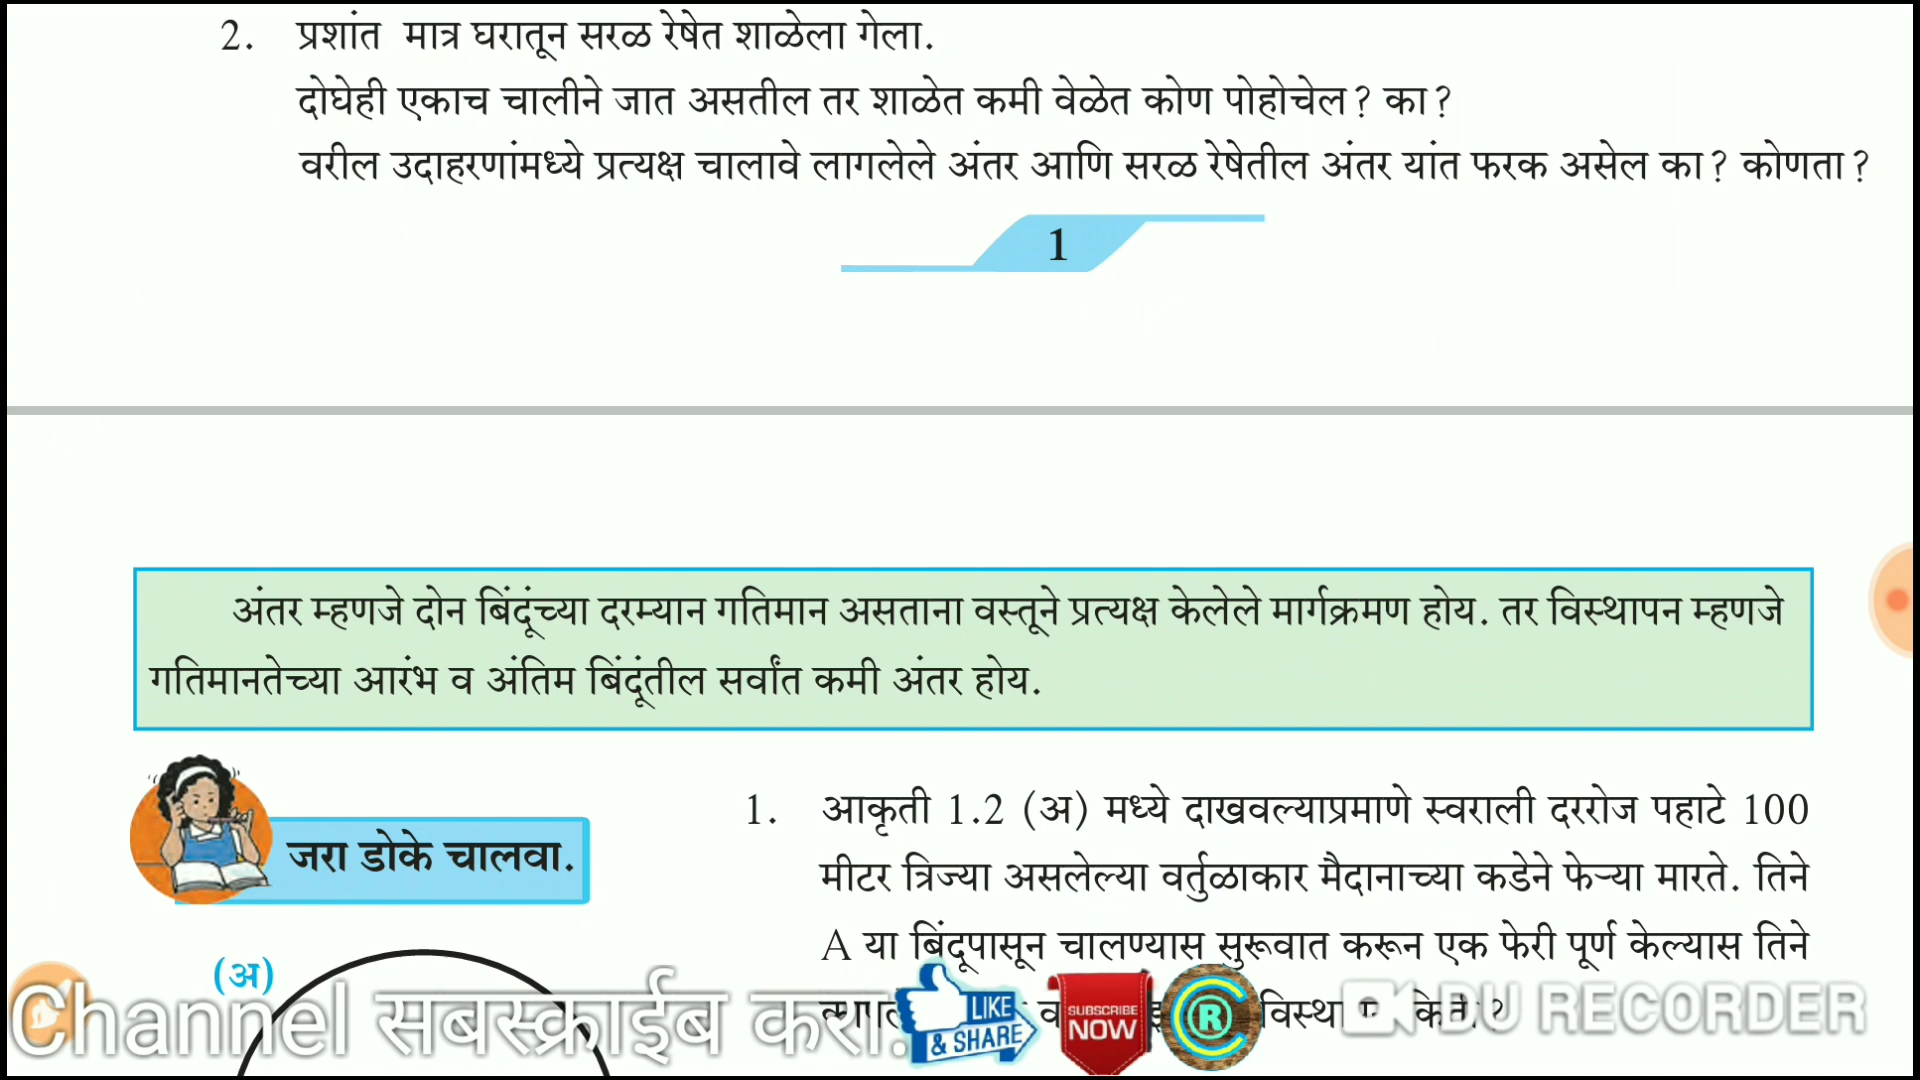 2. प्रशांत मात्र घरातून सरळ रेषेत शाळेला गेला.
दोघेही एकाच चालीने जात असतील तर शाळेत कमी वेळेत कोण पोहोचेल? का?
वरील उदाहरणांमध्ये प्रत्यक्ष चालावे लागलेले अंतर आणि सरळ रेषेतील अंतर यांत फरक असेल का? कोणता?
1
अंतर म्हणजे दोन बिंदूंच्या दरम्यान गतिमान असताना वस्तूने प्रत्यक्ष केलेले मार्गक्रमण होय. तर विस्थापन म्हणजे
गतिमानतेच्या आरंभ व अंतिम बिंदूंतील सर्वांत कमी अंतर होय.
जरा डोके चालवा.
1. आकृती 1.2 (अ) मध्ये दाखवल्याप्रमाणे स्वराली दररोज पहाटे 100
मीटर त्रिज्या असलेल्या वर्तुळाकार मैदानाच्या कडेने फेऱ्या मारते. तिने
A या बिंदूपासून चालण्यास सुरूवात करून एक फेरी पूर्ण केल्यास तिने
(अ)
Channel सबस्क्राईब करा.
LIKE
& SHARE
SUBSCRIBE
NOW
R
DU RECORDER